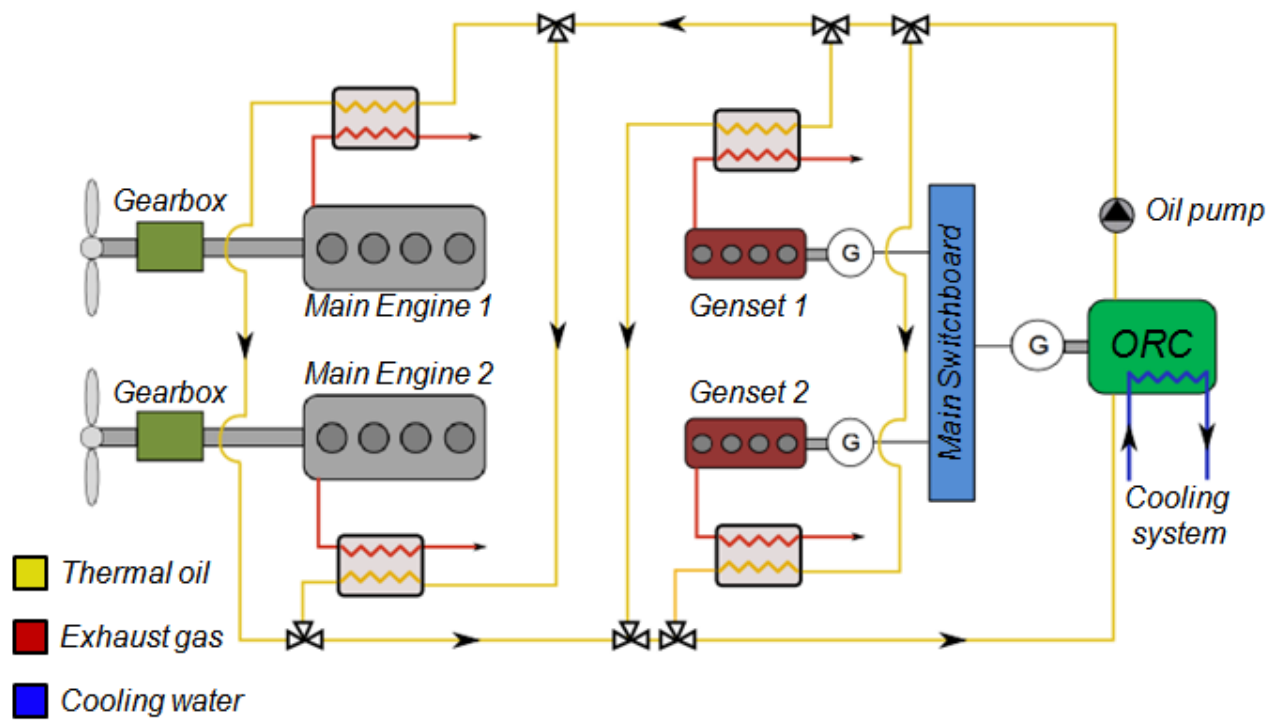 Gearbox
Main Engine 1
Gearbox
Main Engine 2
Genset 1
G
Genset 2
G
Main Switchboard
G
ORC
Oil pump
Cooling
system
Thermal oil
Exhaust gas
Cooling water